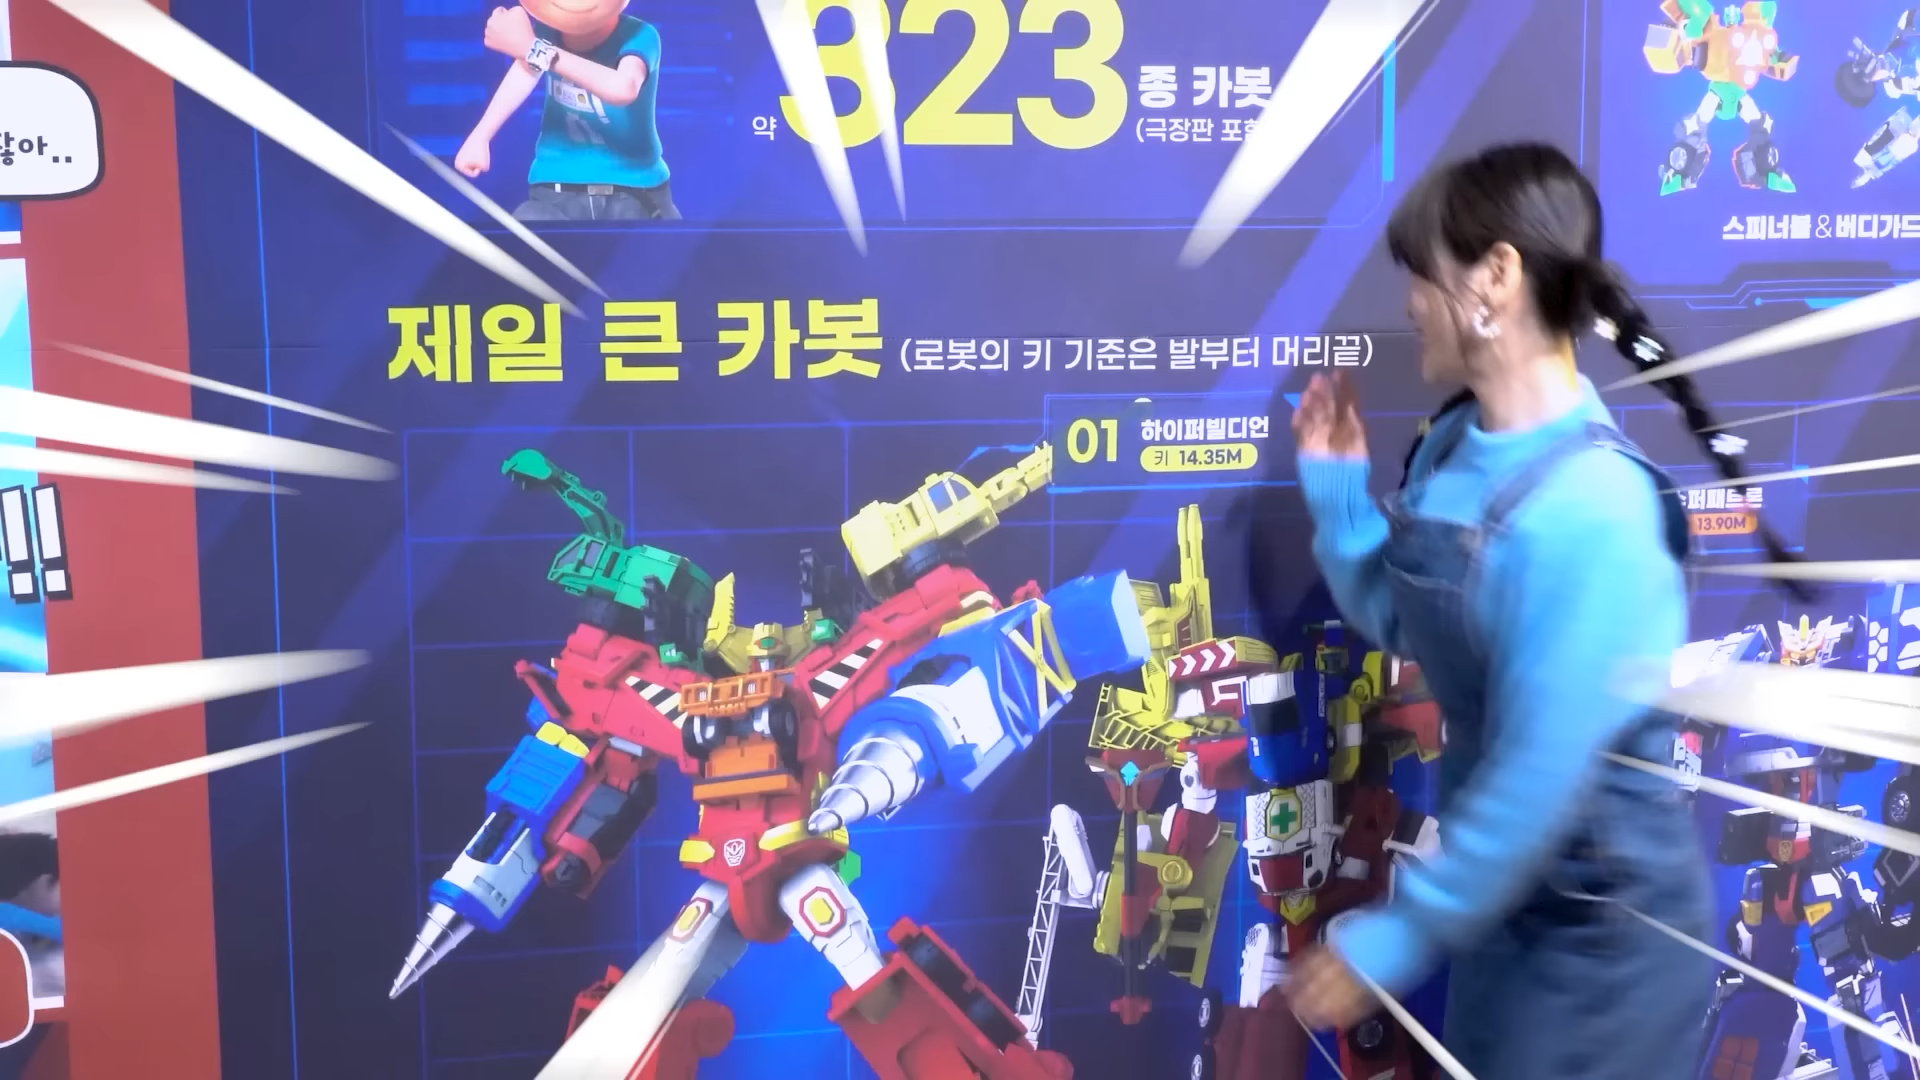 323
약
종 카봇
(극장판
스피너블 & 버디가드
잖아..
제일 큰 카봇 (로봇의 키 기준은 발부터 머리끝)
01 하이퍼빌디언
키 14.35M
13.90M
!!